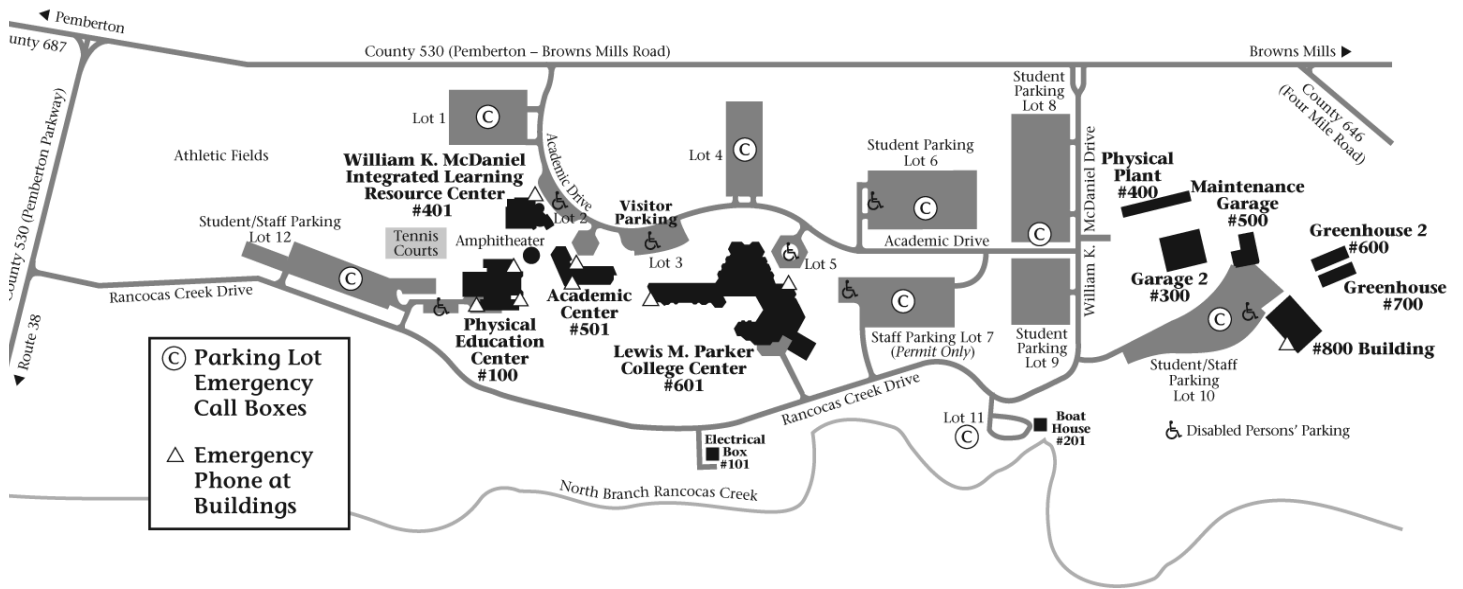 Pemberton
unty 687
County 530 (Pemberton – Browns Mills Road)
Browns Mills
County 646
(Four Mile Road)
County 530 (Pemberton Parkway)
Route 38
Athletic Fields
Lot 1
C
Academic Drive
William K. McDaniel
Integrated Learning
Resource Center
#401
Lot 2
Visitor
Parking
Lot 3
Lot 4
C
Student Parking
Lot 6
C
Academic Drive
Student
Parking
Lot 8
C
William K. McDaniel Drive
Physical
Plant
#400
Maintenance
Garage
#500
Greenhouse 2
#600
Greenhouse
#700
Garage 2
#300
C
#800 Building
Student/Staff
Parking
Lot 10
Student/Staff Parking
Lot 12
C
Tennis
Courts
Amphitheater
Rancocas Creek Drive
Physical
Education
Center
#100
Academic
Center
#501
Lewis M. Parker
College Center
#601
Lot 5
C
Staff Parking Lot 7
(Permit Only)
Student
Parking
Lot 9
Rancocas Creek Drive
Lot 11
C
Boat
House
#201
Electrical
Box
#101
North Branch Rancocas Creek
Disabled Persons' Parking
C Parking Lot
Emergency
Call Boxes
Emergency
Phone at
Buildings